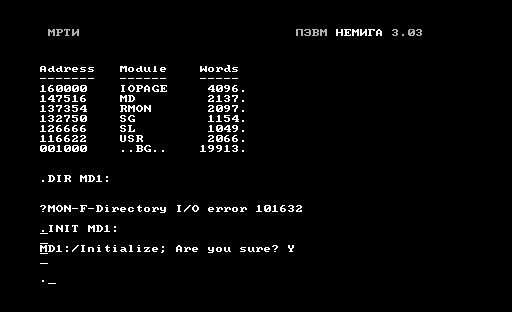 МРТИ ПЭВМ НЕМИГА 3.03
Address Module Words
------- ------ -----
160000 IOPAGE 4096.
147516 MD 2137.
137354 RMON 2097.
132750 SG 1154.
126666 SL 1049.
116622 USR 2066.
001000 ..BG.. 19913.
.DIR MD1:
?MON-F-Directory I/O error 101632
.INIT MD1:
MD1:/Initialize; Are you sure? Y
._